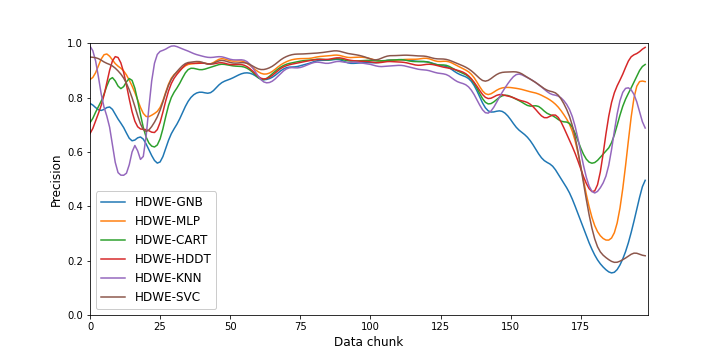 1.0
0.8
0.6
0.4
0.2
0.0
Precision
HDWE-GNB
HDWE-MLP
HDWE-CART
HDWE-HDDT
HDWE-KNN
HDWE-SVC
0 25 50 75 100 125 150 175
Data chunk